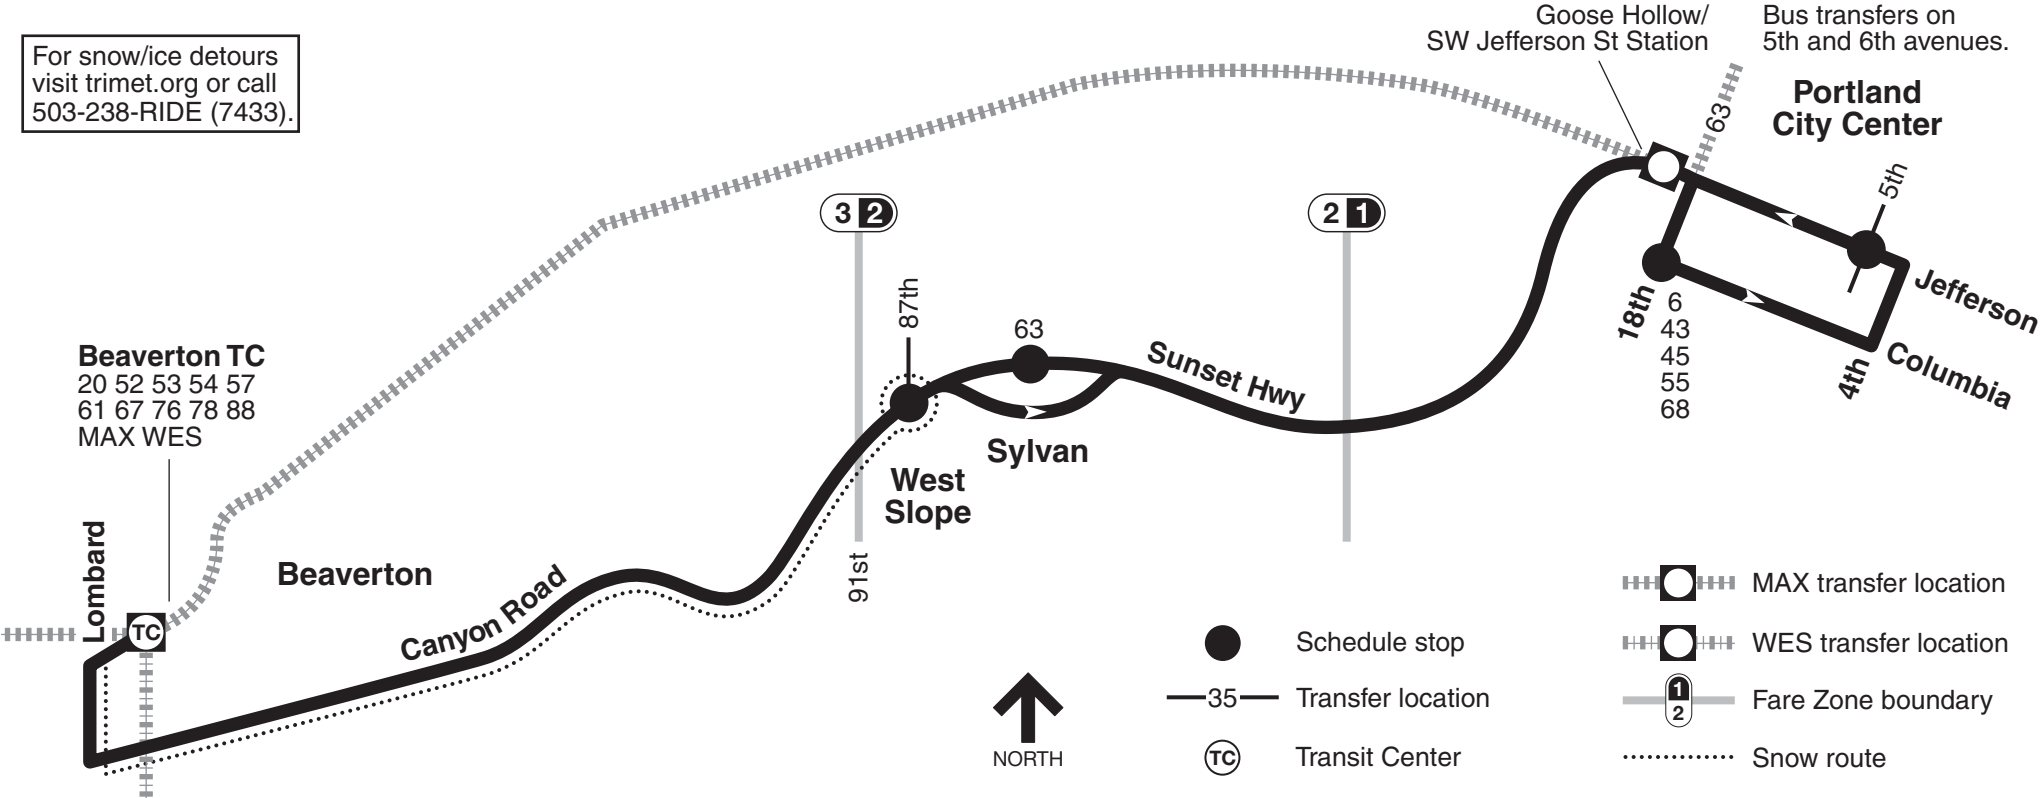 For snow/ice detours
visit trimet.org or call
503-238-RIDE (7433).
Goose Hollow/
SW Jefferson St Station
Bus transfers on
5th and 6th avenues.
Portland
City Center
63
5th
Jefferson
Columbia
4th
18th
6
43
45
55
68
3 2
2 1
87th
63
Sunset Hwy
Sylvan
West
Slope
91st
Beaverton TC
20 52 53 54 57
61 67 76 78 88
MAX WES
Lombard
TC
Beaverton
Canyon Road
NORTH
Schedule stop
35
Transfer location
TC
Transit Center
MAX transfer location
WES transfer location
1
2
Fare Zone boundary
Snow route